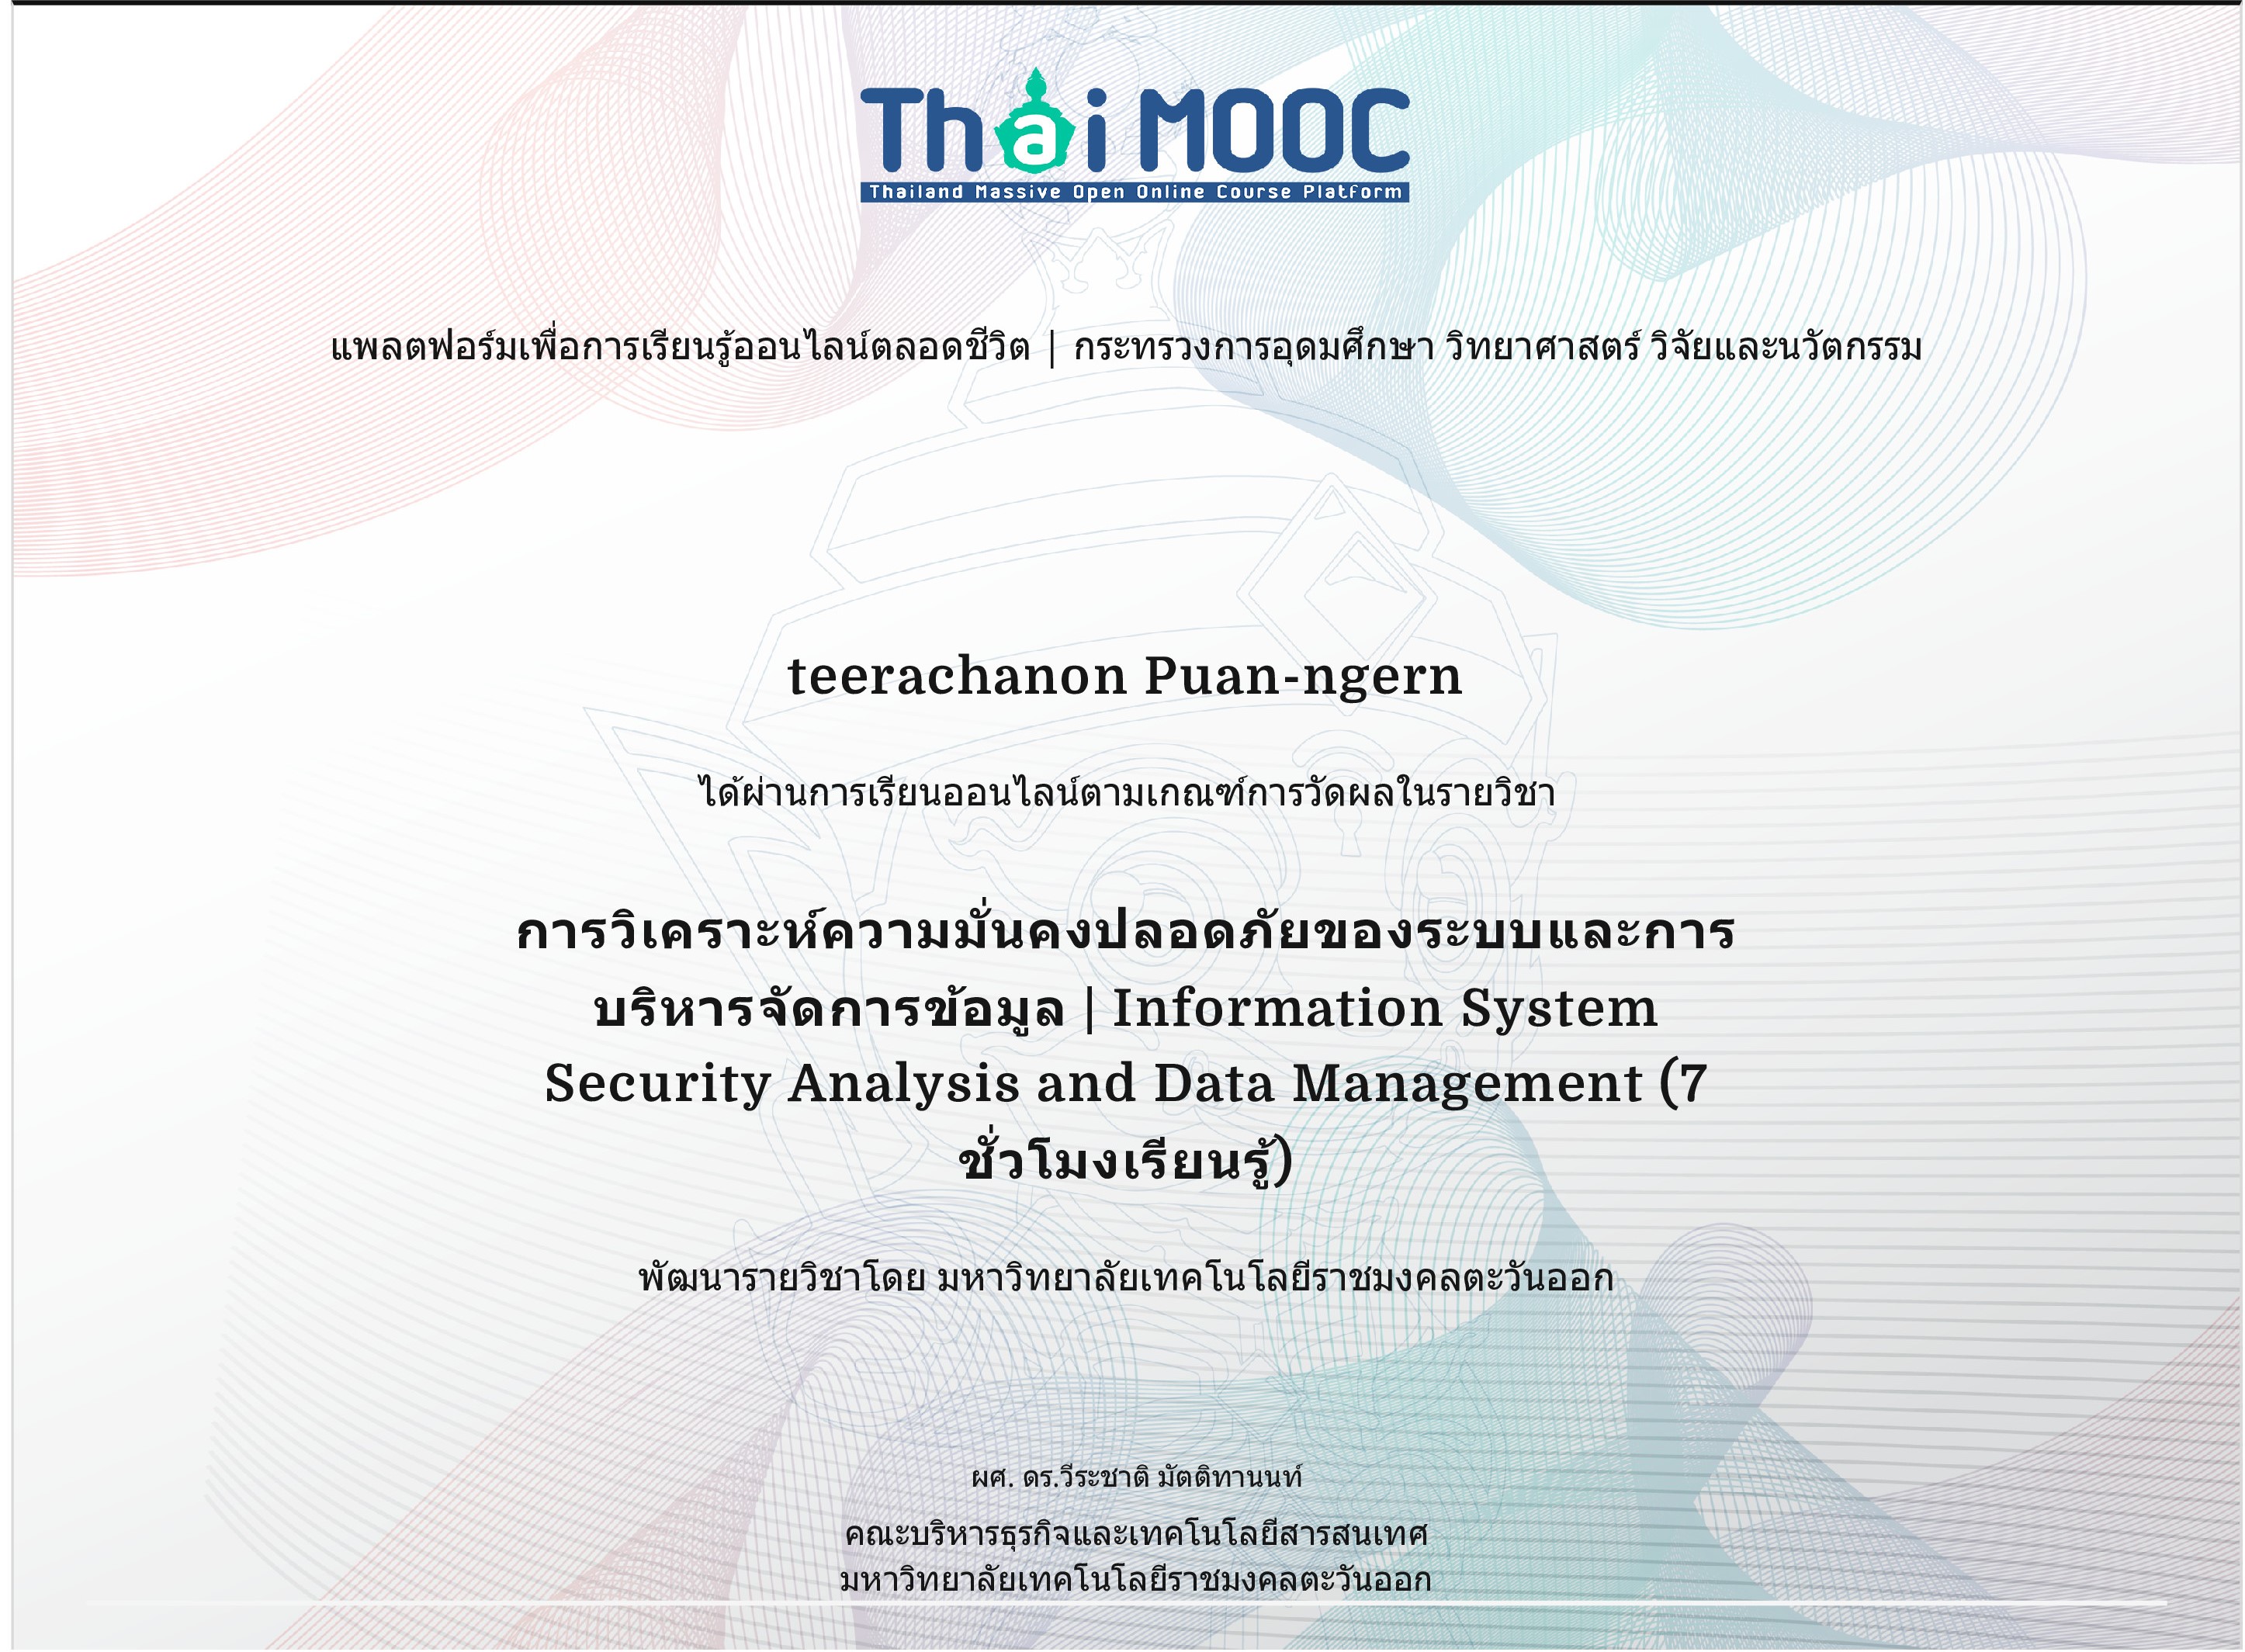 Thai MOOC
Thailand Massive Open Online Course Platform
แพลตฟอร์มเพื่อการเรียนรู้ออนไลน์ตลอดชีวิต | กระทรวงการอุดมศึกษา วิทยาศาสตร์ วิจัยและนวัตกรรม
teerachanon Puan-ngern
ได้ผ่านการเรียนออนไลน์ตามเกณฑ์การวัดผลในรายวิชา
การวิเคราะห์ความมั่นคงปลอดภัยของระบบและการ
บริหารจัดการข้อมูล | Information System
Security Analysis and Data Management (7
ชั่วโมงเรียนรู้)
พัฒนารายวิชาโดย มหาวิทยาลัยเทคโนโลยีราชมงคลตะวันออก
ผศ. ดร.วีระชาติ มัตติทานนท์
คณะบริหารธุรกิจและเทคโนโลยีสารสนเทศ
มหาวิทยาลัยเทคโนโลยีราชมงคลตะวันออก